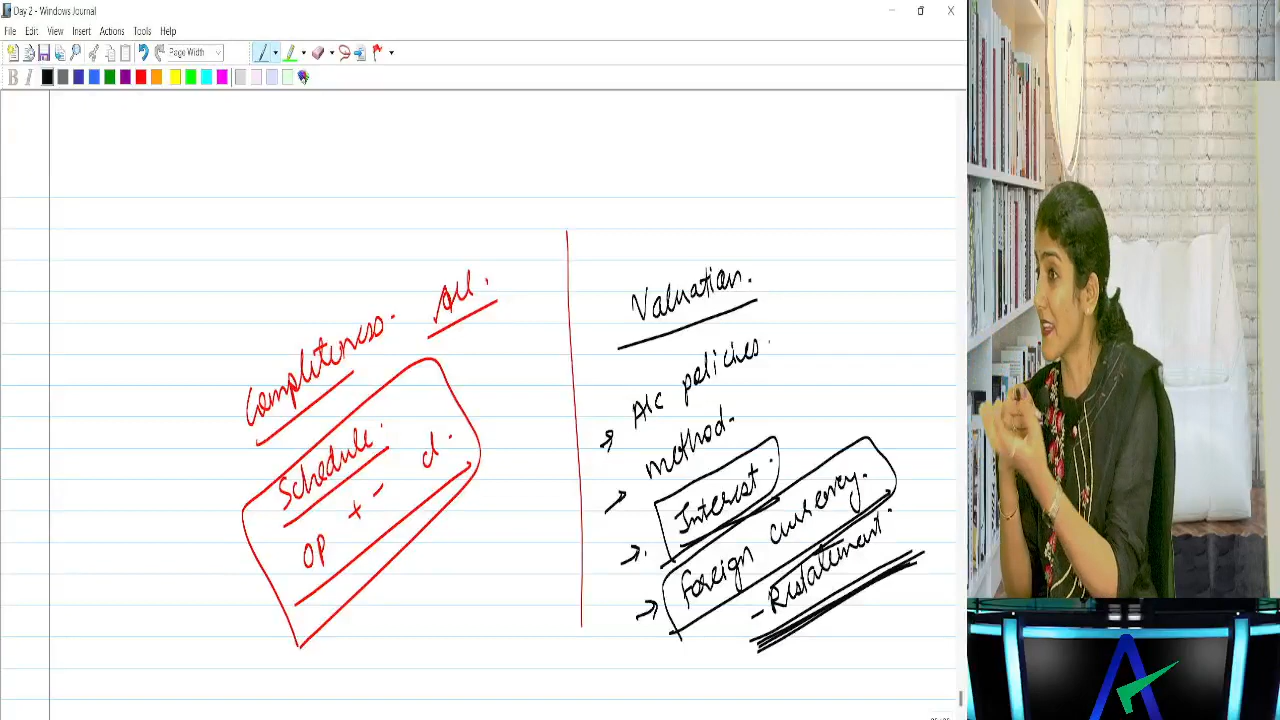 Day 2 - Windows Journal
File Edit View Insert Actions Tools Help
Page Width
B I
Completeness. All.
Schedule.
OP + - cl.
Valuation.
→ A/c policies.
→ method.
→ Interest.
→ Foreign currency.
- Restatement.